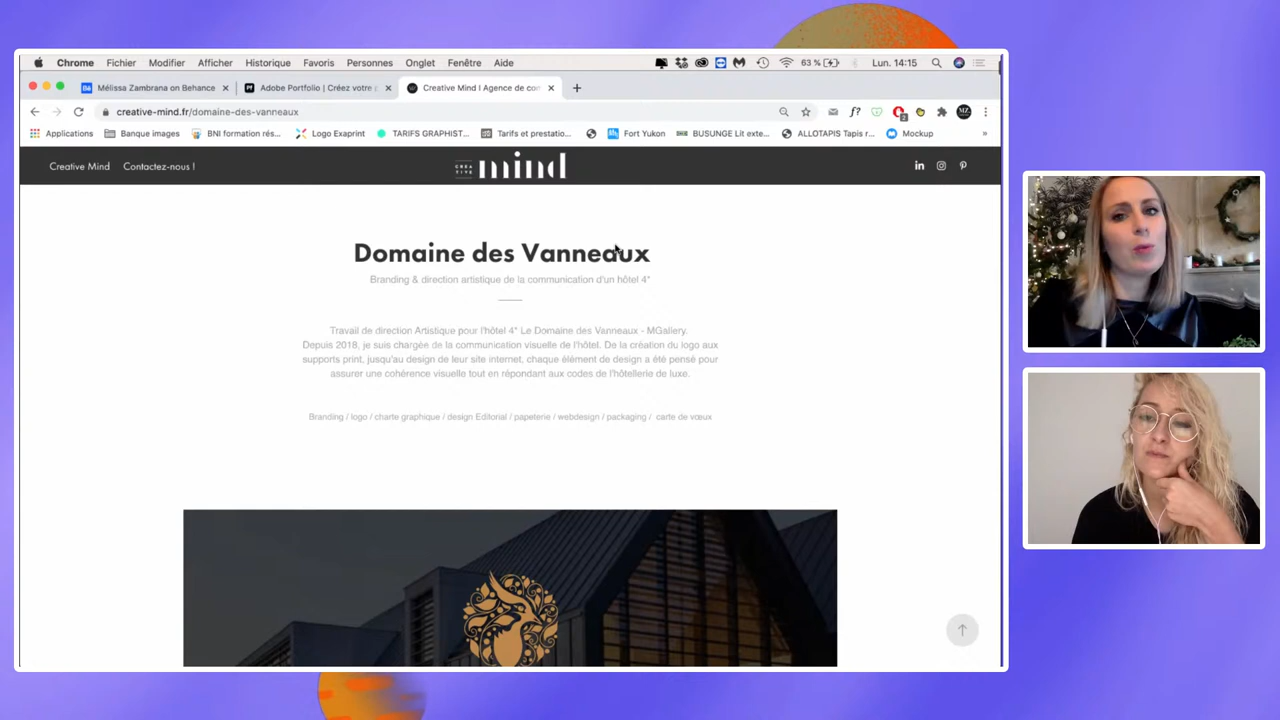 Chrome Fichier Modifier Afficher Historique Favoris Personnes Onglet Fenêtre Aide 63 % Lun. 14:15
Mélissa Zambrana on Behance Adobe Portfolio | Créez votre p Creative Mind I Agence de com
creative-mind.fr/domaine-des-vanneaux
Applications Banque images BNI formation rés... Logo Exaprint TARIFS GRAPHIST... Tarifs et prestatio... Fort Yukon BUSUNGE Lit exte... ALLOTAPIS Tapis r... Mockup »
Creative Mind Contactez-nous ! CREATIVE mind in
Domaine des Vanneaux
Branding & direction artistique de la communication d'un hôtel 4*
Travail de direction Artistique pour l'hôtel 4* Le Domaine des Vanneaux - MGallery.
Depuis 2018, je suis chargée de la communication visuelle de l'hôtel. De la création du logo aux
supports print, jusqu'au design de leur site internet, chaque élément de design a été pensé pour
assurer une cohérence visuelle tout en répondant aux codes de l'hôtellerie de luxe.
Branding / logo / charte graphique / design Editorial / papeterie / webdesign / packaging / carte de vœux